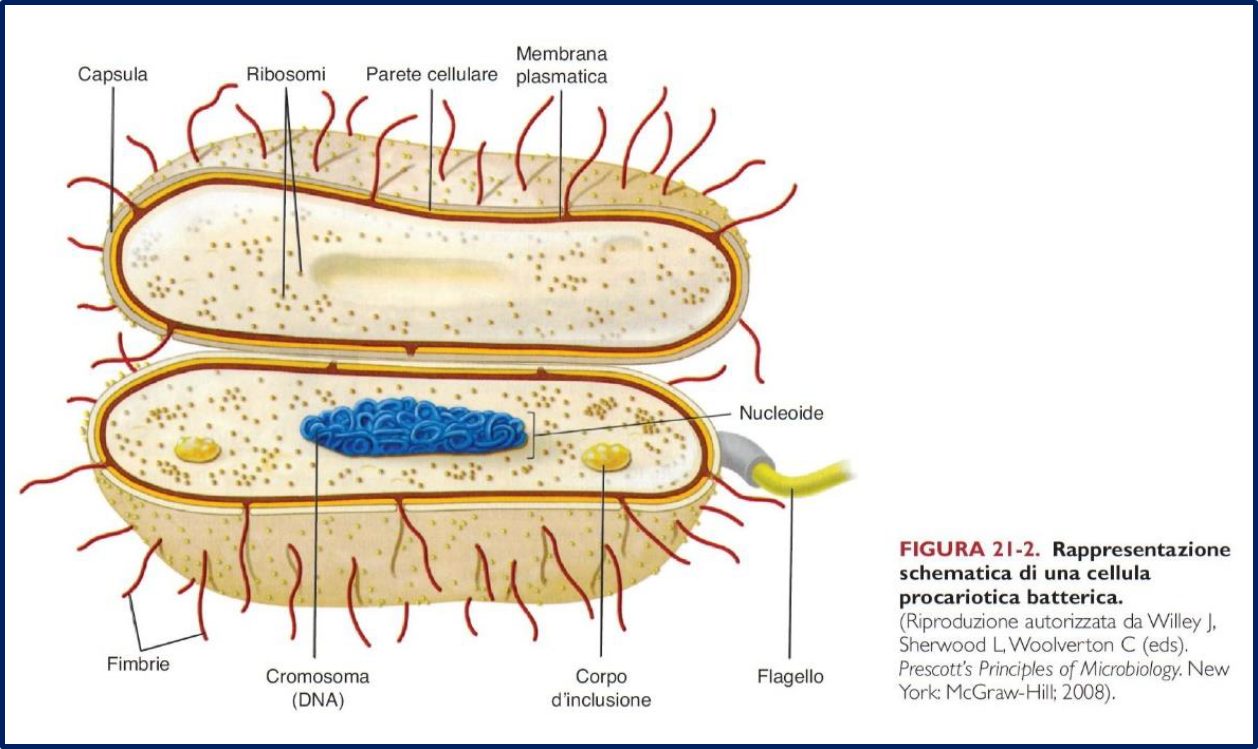 Capsula
Ribosomi
Parete cellulare
Membrana
plasmatica
Nucleoide
Fimbrie
Cromosoma
(DNA)
Corpo
d'inclusione
Flagello
FIGURA 21-2. Rappresentazione
schematica di una cellula
procariotica batterica.
(Riproduzione autorizzata da Willey J,
Sherwood L, Woolverton C (eds).
Prescott's Principles of Microbiology. New
York: McGraw-Hill; 2008).